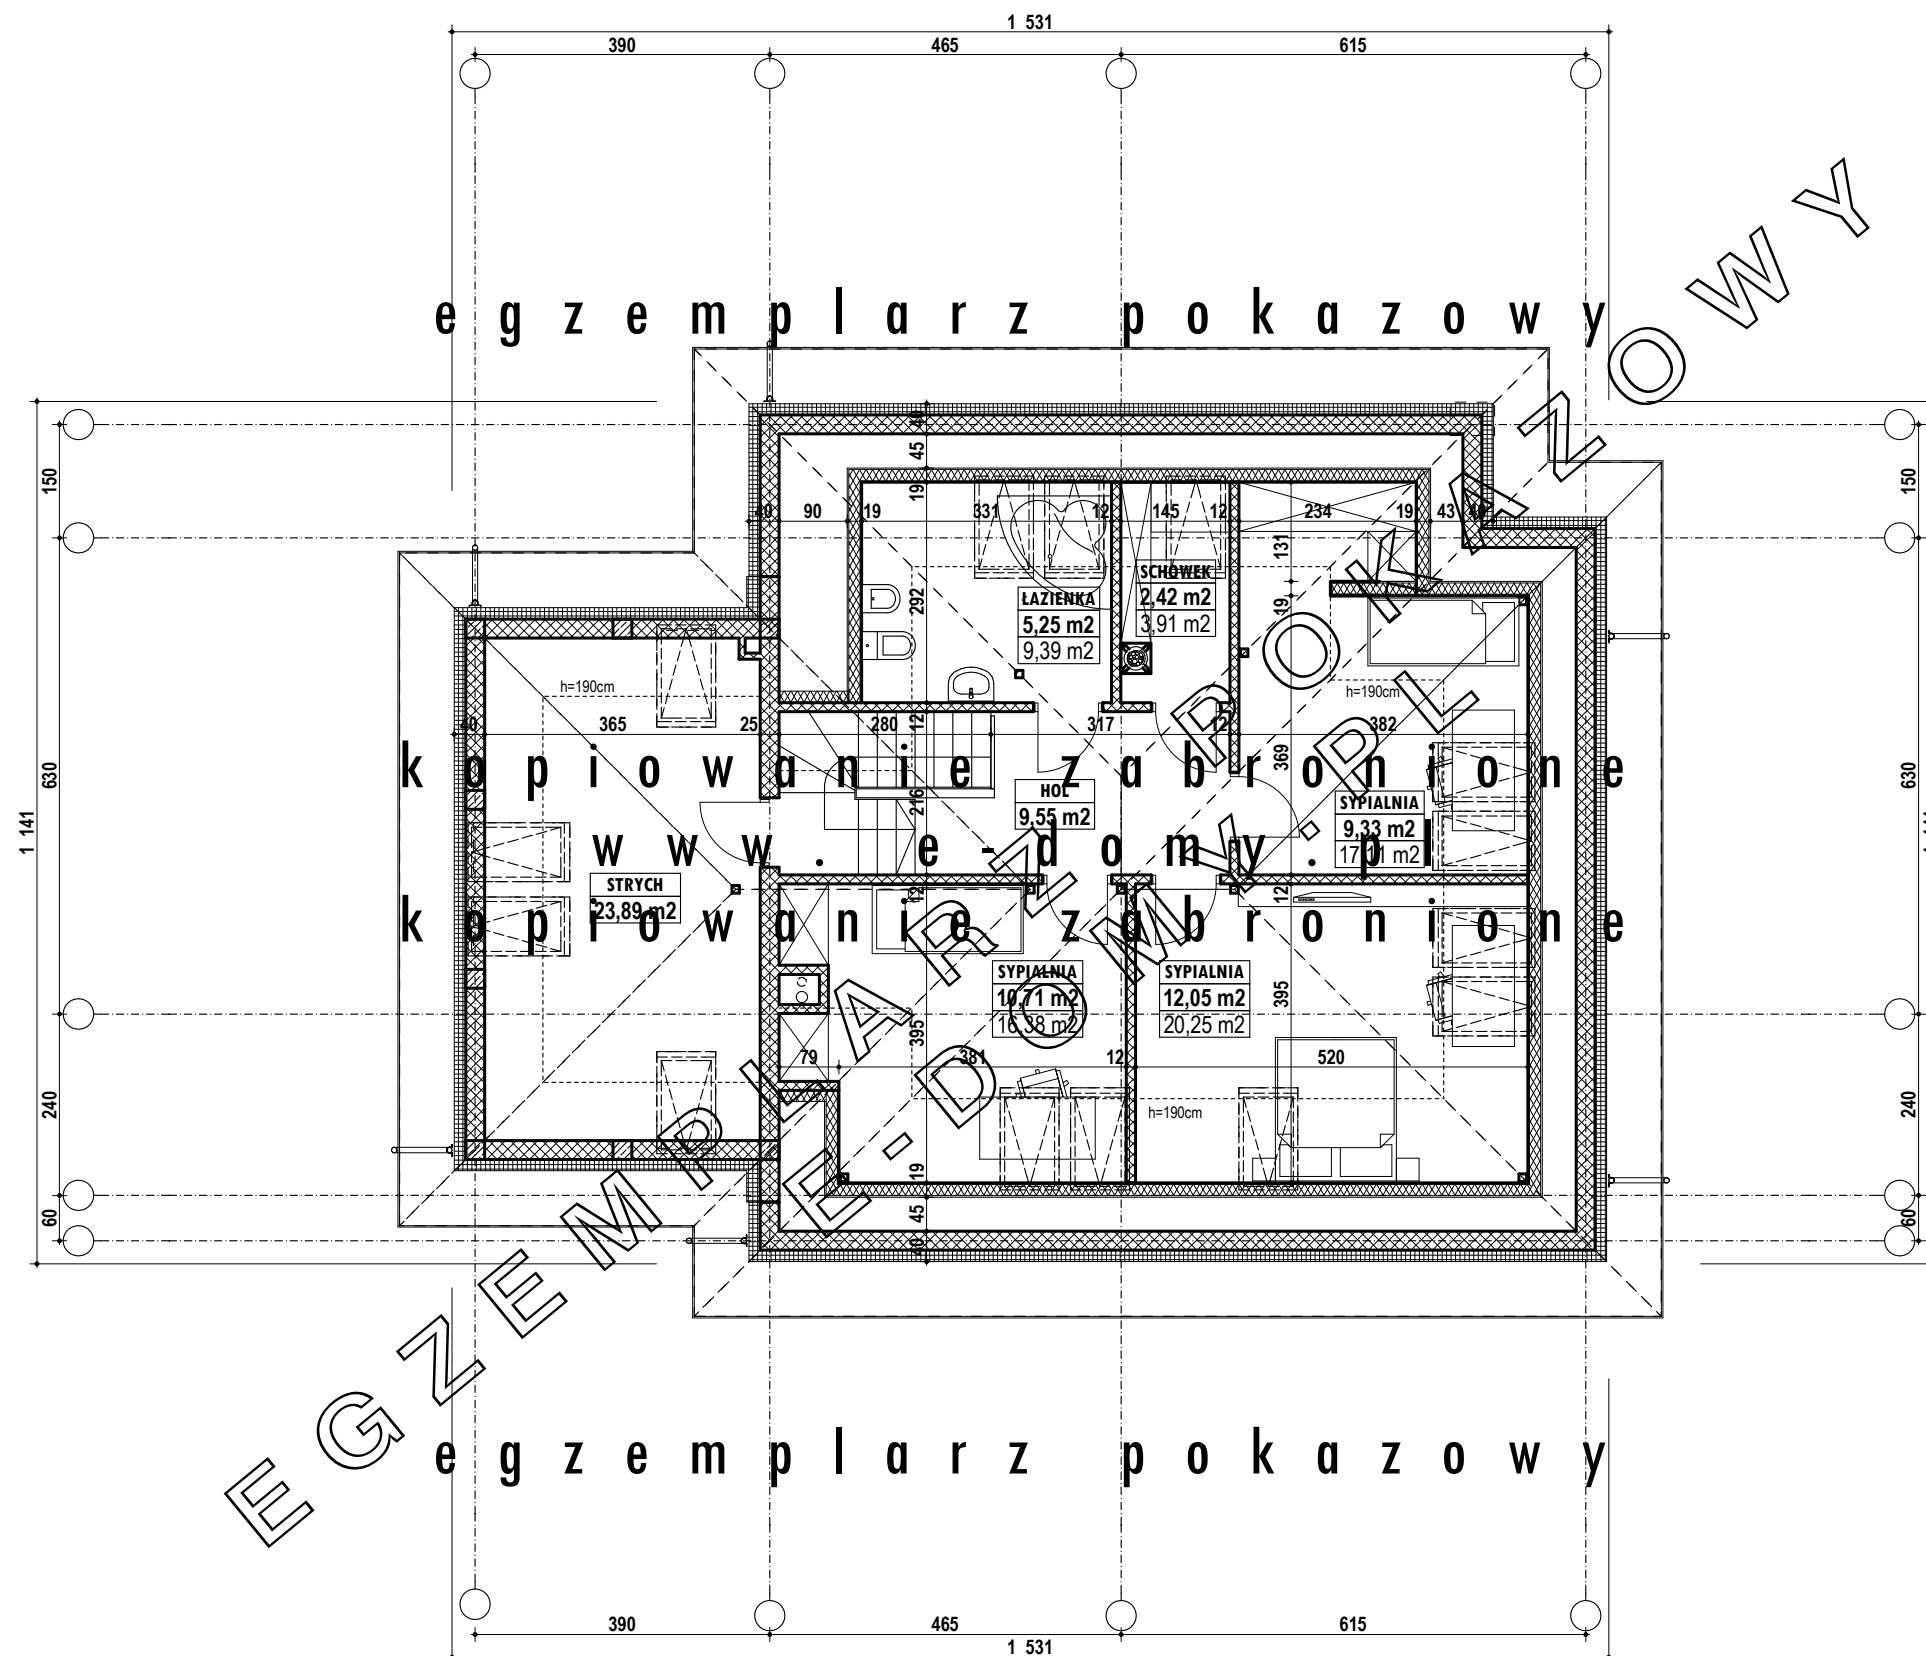 1 531
390 465 615
egzemplarz pokazowy
EGZEMPLARZ POKAZOWY
E-DOMY.PL
40
45
19
40 90 19 331 12 145 12 234 19 43 40
150
150
131
19
292
SCHOWEK
2,42 m2
3,91 m2
ŁAZIENKA
5,25 m2
9,39 m2
h=190cm
h=190cm
40 365 25 280 12 317 12 382
369
kopiowanie zabronione
630
630
1 141
216
HOL
9,55 m2
SYPIALNIA
9,33 m2
17,11 m2
www.e-domy.pl
STRYCH
23,89 m2
12
12
kopiowanie zabronione
SYPIALNIA
10,71 m2
16,38 m2
SYPIALNIA
12,05 m2
20,25 m2
395
395
79 381 12 520
h=190cm
240
240
19
45
40
60
60
egzemplarz pokazowy
390 465 615
1 531